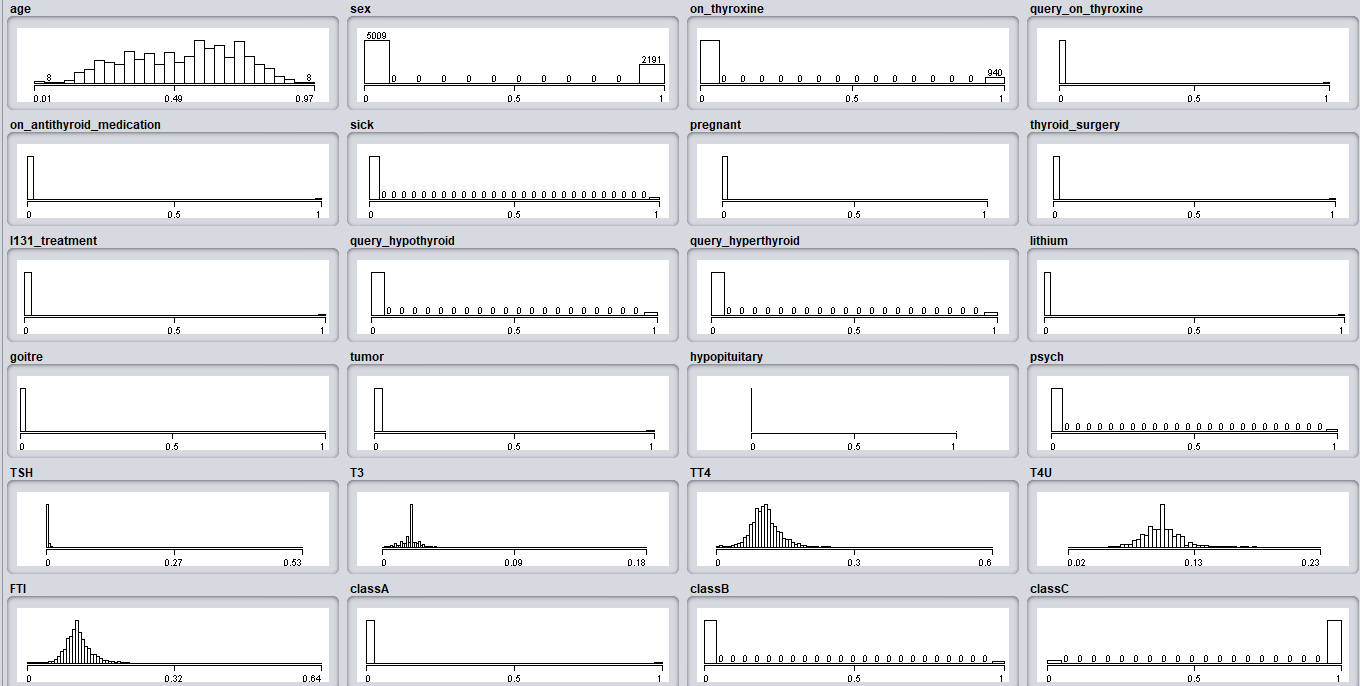 age sex on_thyroxine query_on_thyroxine
8 8 5009 0 0 0 0 0 0 0 0 0 0 2191 0 0 0 0 0 0 0 0 0 0 0 0 0 0 940
0.01 0.49 0.97 0 0.5 1 0 0.5 1 0 0.5 1
on_antithyroid_medication sick pregnant thyroid_surgery
0 0 0 0 0 0 0 0 0 0 0 0 0 0 0 0 0 0 0 0 0 0 0 0 0 0 0
0 0.5 1 0 0.5 1 0 0.5 1 0 0.5 1
I131_treatment query_hypothyroid query_hyperthyroid lithium
0 0 0 0 0 0 0 0 0 0 0 0 0 0 0 0 0 0 0 0 0 0 0 0 0 0 0 0 0 0 0 0 0 0 0 0 0 0 0 0
0 0.5 1 0 0.5 1 0 0.5 1 0 0.5 1
goitre tumor hypopituitary psych
0 0 0 0 0 0 0 0 0 0 0 0 0 0 0 0 0 0 0 0 0 0 0 0
0 0.5 1 0 0.5 1 0 0.5 1 0 0.5 1
TSH T3 TT4 T4U
0 0.27 0.53 0 0.09 0.18 0 0.3 0.6 0.02 0.13 0.23
FTI classA classB classC
0 0 0 0 0 0 0 0 0 0 0 0 0 0 0 0 0 0 0 0 0 0 0 0 0 0 0 0 0 0 0 0 0 0 0 0 0 0 0
0 0.32 0.64 0 0.5 1 0 0.5 1 0 0.5 1